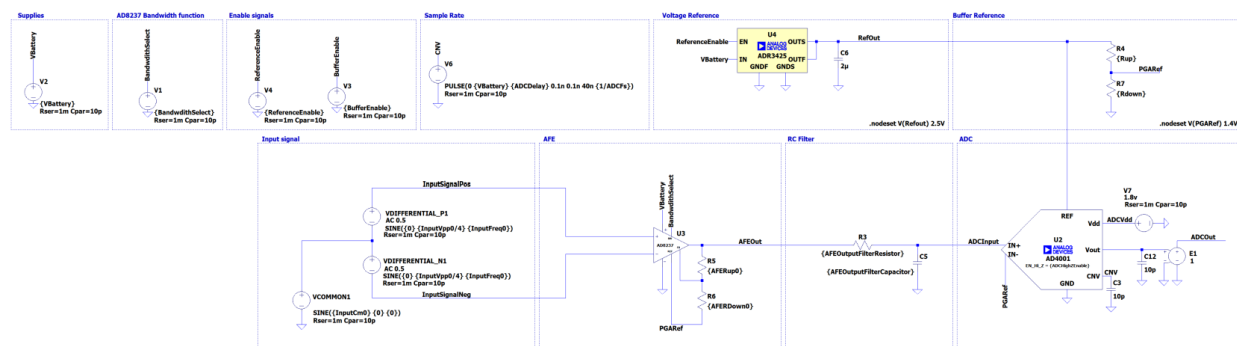 Supplies
AD8237 Bandwidth function
Enable signals
Sample Rate
Voltage Reference
Buffer Reference
VBattery
V2
{VBattery}
Rser=1m Cpar=10p
BandwidthSelect
V1
{BandwdithSelect}
Rser=1m Cpar=10p
ReferenceEnable
V4
{ReferenceEnable}
Rser=1m Cpar=10p
BufferEnable
V3
{BufferEnable}
Rser=1m Cpar=10p
CNV
V6
PULSE(0 {VBattery} {ADCDelay} 0.1n 0.1n 40n {1/ADCFs})
Rser=1m Cpar=10p
ReferenceEnable
VBattery
U4
EN
OUTS
ANALOG
DEVICES
IN
ADR3425
OUTF
GNDF GNDS
RefOut
C6
2µ
.nodeset V(Refout) 2.5V
R4
{Rup}
PGARef
R7
{Rdown}
.nodeset V(PGARef) 1.4V
Input signal
AFE
RC Filter
ADC
InputSignalPos
VDIFFERENTIAL_P1
AC 0.5
SINE({0} {InputVpp0/4} {InputFreq0})
Rser=1m Cpar=10p
VDIFFERENTIAL_N1
AC 0.5
SINE({0} {InputVpp0/4} {InputFreq0})
Rser=1m Cpar=10p
InputSignalNeg
VCOMMON1
SINE({InputCm0} {0} {0})
Rser=1m Cpar=10p
VBattery
BandwdithSelect
U3
AD8237
AFEOut
R5
{AFERup0}
R6
{AFERDown0}
PGARef
R3
{AFEOutputFilterResistor}
C5
{AFEOutputFilterCapacitor}
ADCInput
V7
1.8v
Rser=1m Cpar=10p
REF
Vdd
ADCVdd
IN+
IN-
U2
ANALOG
DEVICES
AD4001
Vout
CNV
GND
PGARef
CNV
C3
10p
C12
10p
ADCOut
E1
1